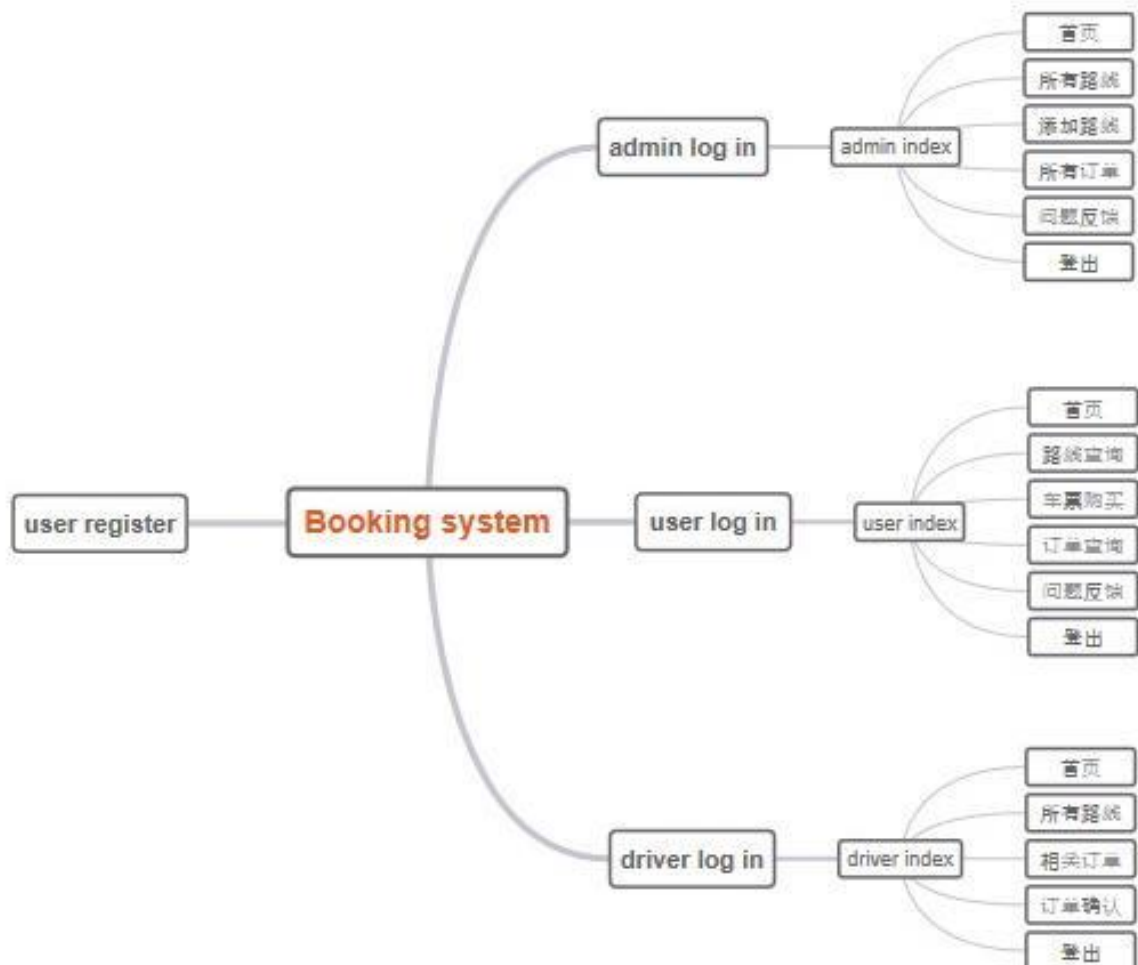 首页
所有路线
添加路线
所有订单
问题反馈
登出
admin log in
admin index
首页
路线查询
车票购买
订单查询
问题反馈
登出
user register
Booking system
user log in
user index
首页
所有路线
相关订单
订单确认
登出
driver log in
driver index